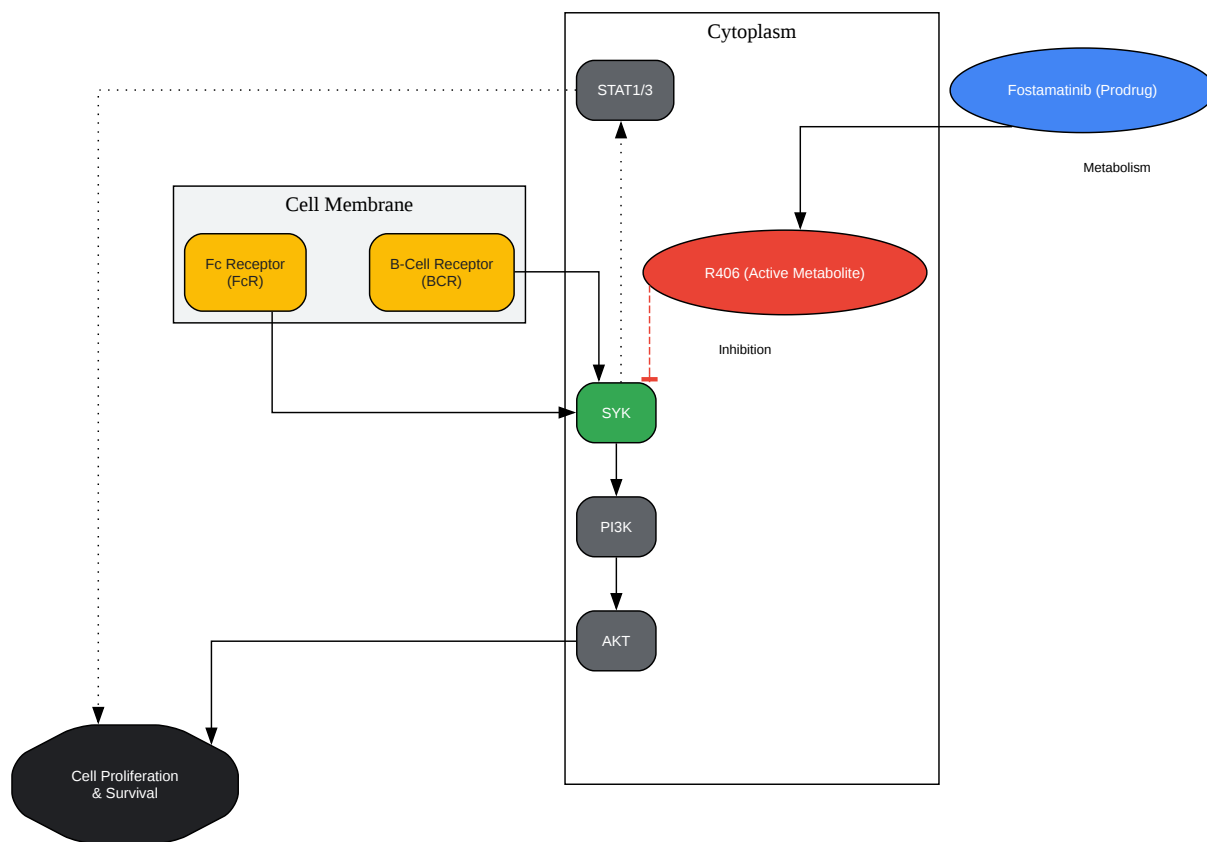 Cytoplasm
STAT1/3
Fostamatinib (Prodrug)
Metabolism
Cell Membrane
Fc Receptor
(FcR)
B-Cell Receptor
(BCR)
R406 (Active Metabolite)
Inhibition
SYK
PI3K
AKT
Cell Proliferation
& Survival